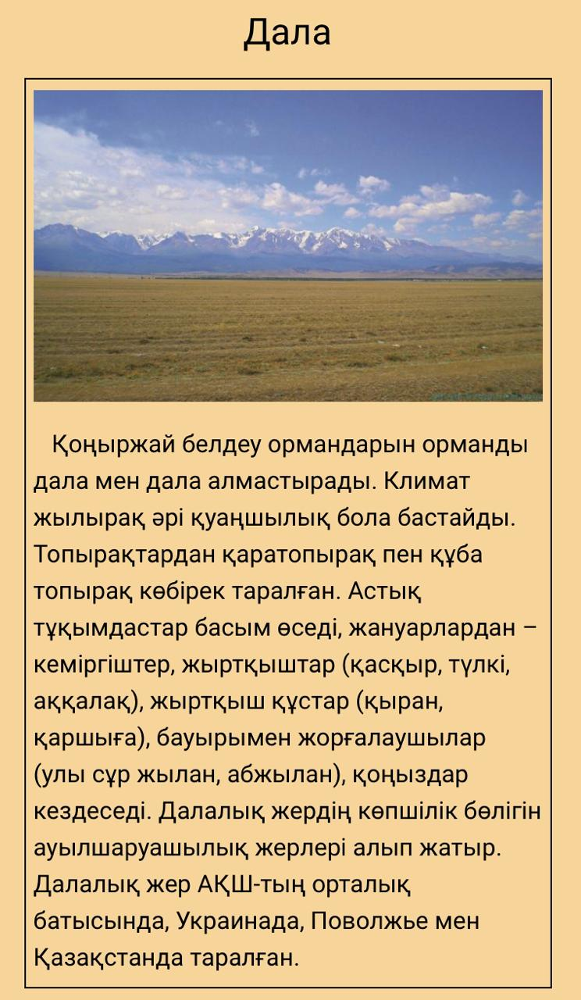 Дала
Қоңыржай белдеу ормандарын орманды
дала мен дала алмастырады. Климат
жылырақ әрі қуаңшылық бола бастайды.
Топырақтардан қаратопырақ пен құба
топырақ көбірек таралған. Астық
тұқымдастар басым өседі, жануарлардан –
кеміргіштер, жыртқыштар (қасқыр, түлкі,
аққалақ), жыртқыш құстар (қыран,
қаршыға), бауырымен жорғалаушылар
(улы сұр жылан, абжылан), қоңыздар
кездеседі. Далалық жердің көпшілік бөлігін
ауылшаруашылық жерлері алып жатыр.
Далалық жер АҚШ-тың орталық
батысында, Украинада, Поволжье мен
Қазақстанда таралған.